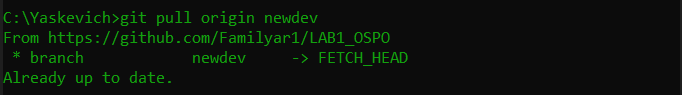 C:\Yaskevich>git pull origin newdev
From https://github.com/Familyar1/LAB1_OSPO
 * branch            newdev     -> FETCH_HEAD
Already up to date.